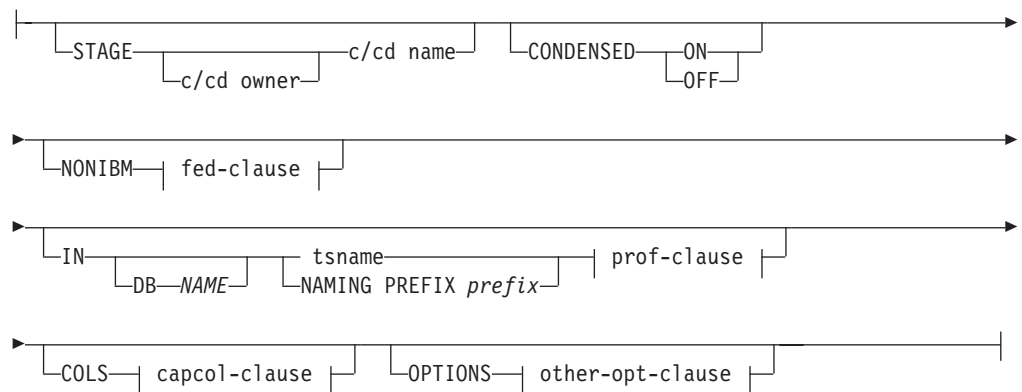 STAGE c/cd name CONDENSED ON
c/cd owner OFF
NONIBM fed-clause
IN tsname prof-clause
DB NAME NAMING PREFIX prefix
COLS capcol-clause OPTIONS other-opt-clause